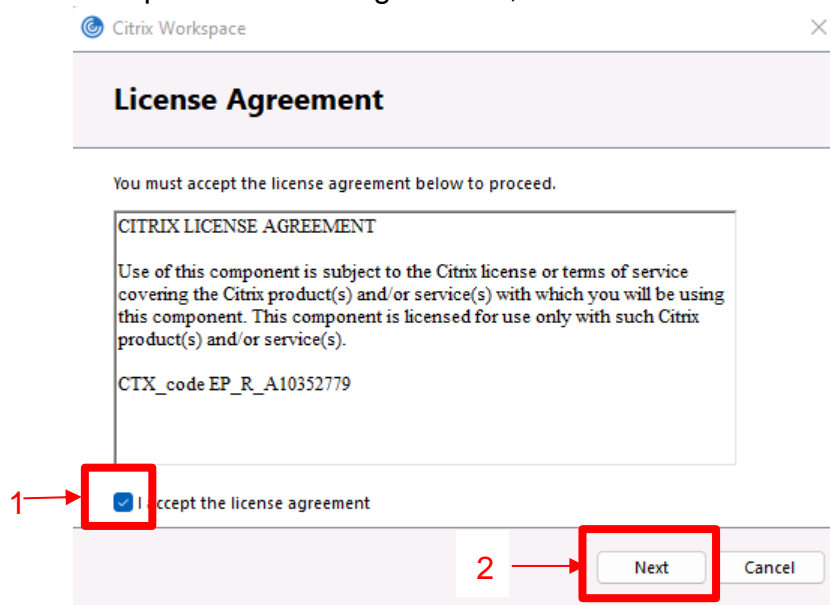 Citrix Workspace
License Agreement
You must accept the license agreement below to proceed.
CITRIX LICENSE AGREEMENT
Use of this component is subject to the Citrix license or terms of service
covering the Citrix product(s) and/or service(s) with which you will be using
this component. This component is licensed for use only with such Citrix
product(s) and/or service(s).
CTX_code EP_R_A10352779
1
I accept the license agreement
2
Next
Cancel